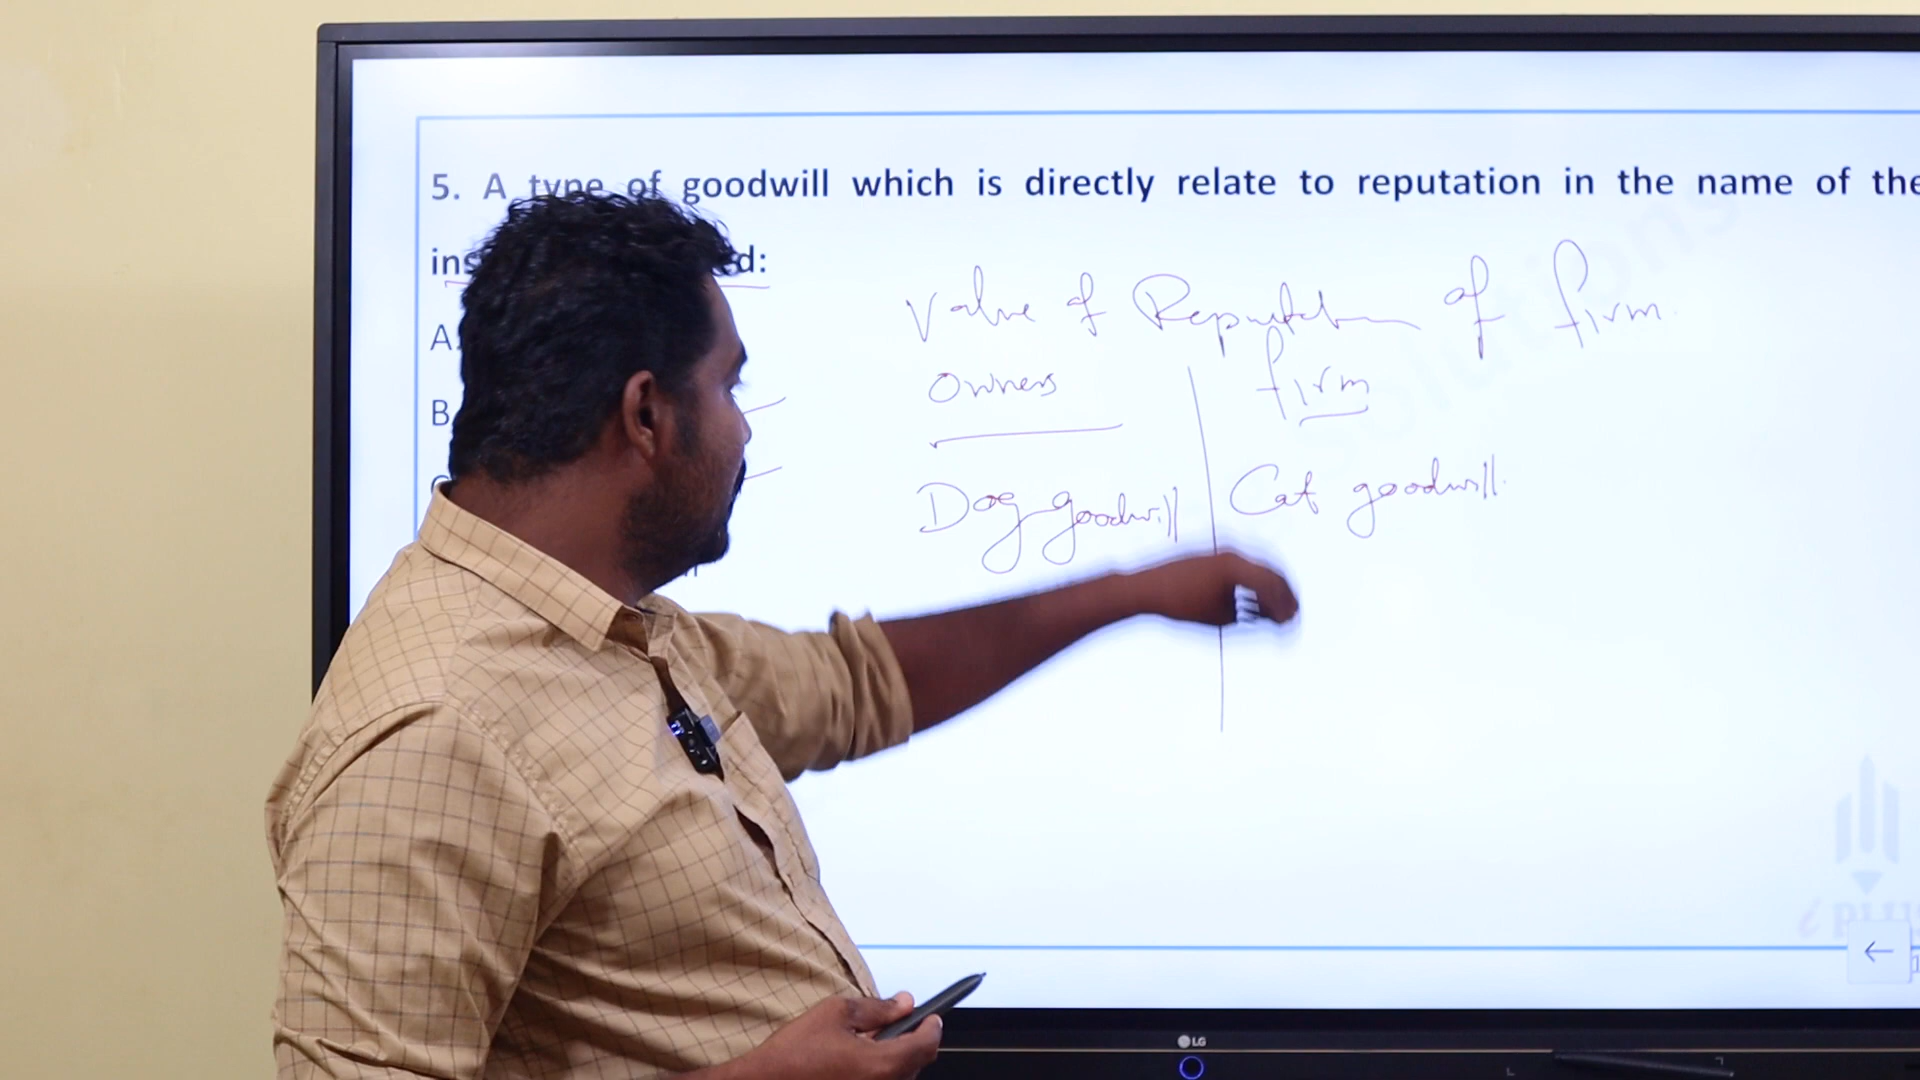 5. A type of goodwill which is directly relate to reputation in the name of the
ins d:
Value of Reputation of firm
A.
Owners firm
B
Dog goodwill Cat goodwill
i plus
LG